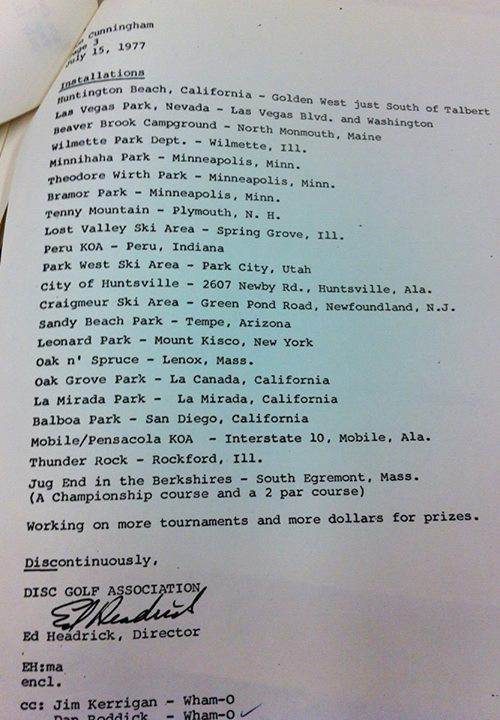 Cunningham
3
July 15, 1977
Installations
Huntington Beach, California - Golden West just South of Talbert
Las Vegas Park, Nevada - Las Vegas Blvd. and Washington
Beaver Brook Campground - North Monmouth, Maine
Wilmette Park Dept. - Wilmette, Ill.
Minnihaha Park - Minneapolis, Minn.
Theodore Wirth Park - Minneapolis, Minn.
Bramor Park - Minneapolis, Minn.
Tenny Mountain - Plymouth, N. H.
Lost Valley Ski Area - Spring Grove, Ill.
Peru KOA - Peru, Indiana
Park West Ski Area - Park City, Utah
City of Huntsville - 2607 Newby Rd., Huntsville, Ala.
Craigmeur Ski Area - Green Pond Road, Newfoundland, N.J.
Sandy Beach Park - Tempe, Arizona
Leonard Park - Mount Kisco, New York
Oak n' Spruce - Lenox, Mass.
Oak Grove Park - La Canada, California
La Mirada Park - La Mirada, California
Balboa Park - San Diego, California
Mobile/Pensacola KOA - Interstate 10, Mobile, Ala.
Thunder Rock - Rockford, Ill.
Jug End in the Berkshires - South Egremont, Mass.
(A Championship course and a 2 par course)
Working on more tournaments and more dollars for prizes.
Discontinuously,
DISC GOLF ASSOCIATION
Ed Headrick
Ed Headrick, Director
EH:ma
encl.
cc: Jim Kerrigan - Wham-O
Dan Roddick - Wham-O